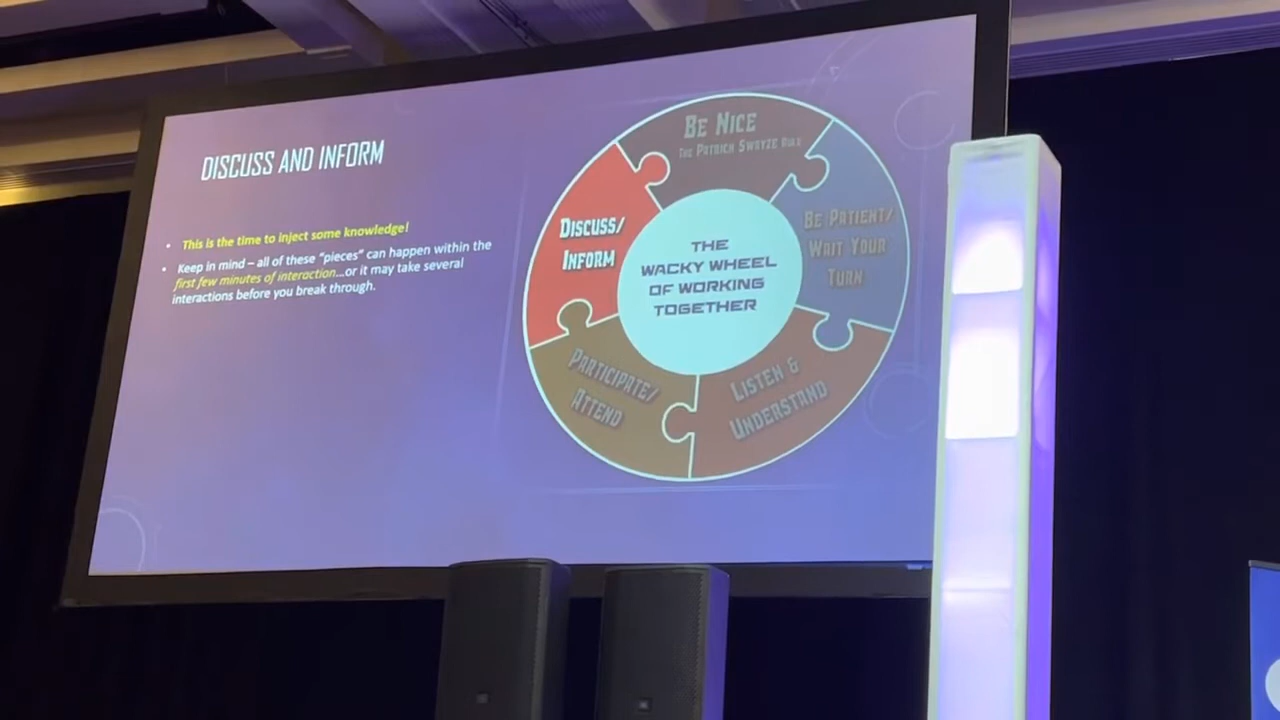 DISCUSS AND INFORM
• This is the time to inject some knowledge!
• Keep in mind – all of these “pieces” can happen within the
first few minutes of interaction...or it may take several
interactions before you break through.
BE NICE
THE PATRICK SWAYZE RULE
DISCUSS/
INFORM
BE PATIENT/
WAIT YOUR
TURN
THE
WACKY WHEEL
OF WORKING
TOGETHER
PARTICIPATE/
ATTEND
LISTEN &
UNDERSTAND
JBL